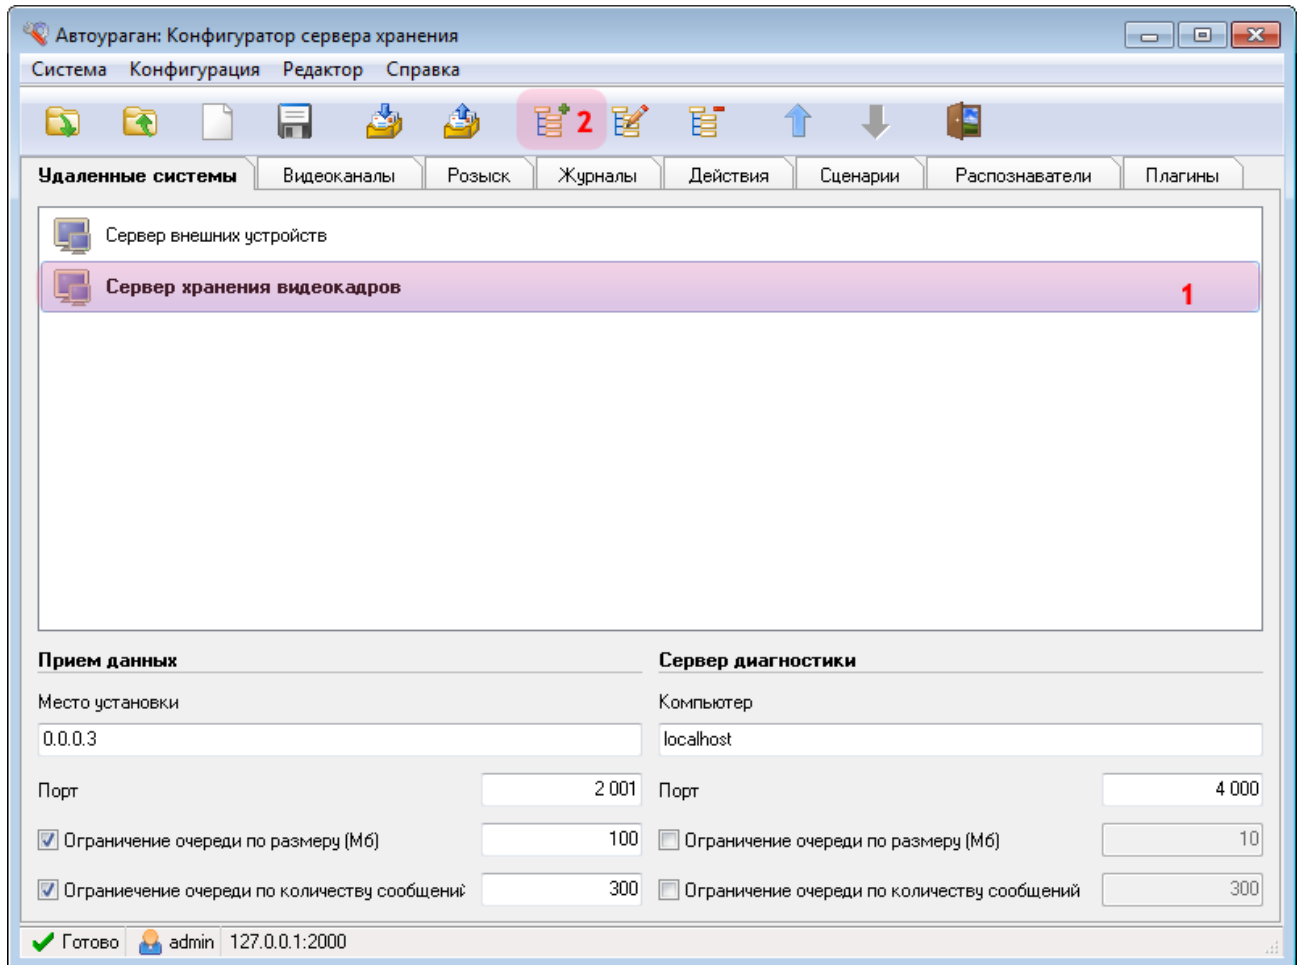 Автоураган: Конфигуратор сервера хранения
Система Конфигурация Редактор Справка
2
Удаленные системы Видеоканалы Розыск Журналы Действия Сценарии Распознаватели Плагины
Сервер внешних устройств
Сервер хранения видеокадров 1
Прием данных Сервер диагностики
Место установки Компьютер
0.0.0.3 localhost
Порт 2 001 Порт 4 000
Ограничение очереди по размеру (Мб) 100 Ограничение очереди по размеру (Мб) 10
Ограниечение очереди по количеству сообщений 300 Ограничение очереди по количеству сообщений 300
Готово admin 127.0.0.1:2000